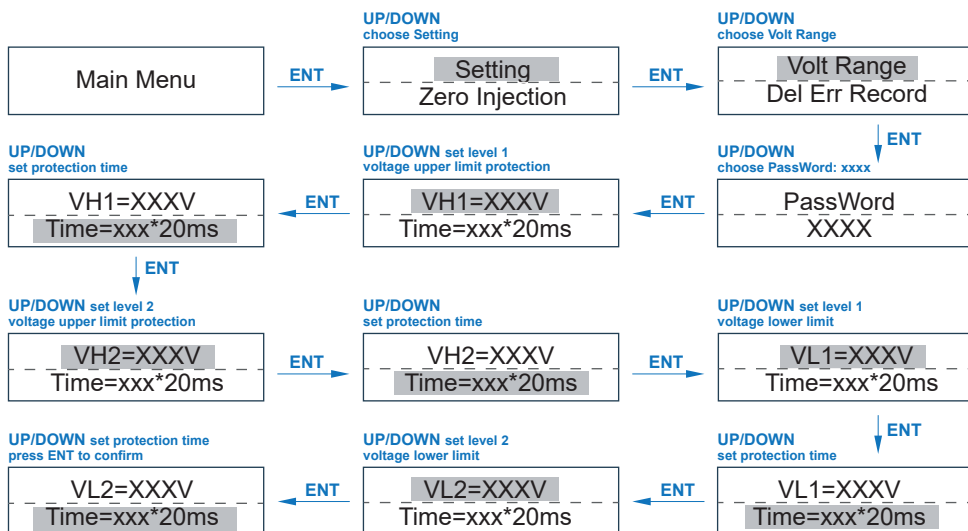 Main Menu
ENT
UP/DOWN
choose Setting
Setting
Zero Injection
ENT
UP/DOWN
choose Volt Range
Volt Range
Del Err Record
ENT
UP/DOWN
choose PassWord: xxxx
PassWord
XXXX
ENT
UP/DOWN set level 1
voltage upper limit protection
VH1=XXXV
Time=xxx*20ms
ENT
UP/DOWN
set protection time
VH1=XXXV
Time=xxx*20ms
ENT
UP/DOWN set level 2
voltage upper limit protection
VH2=XXXV
Time=xxx*20ms
ENT
UP/DOWN
set protection time
VH2=XXXV
Time=xxx*20ms
ENT
UP/DOWN set level 1
voltage lower limit
VL1=XXXV
Time=xxx*20ms
ENT
UP/DOWN
set protection time
VL1=XXXV
Time=xxx*20ms
ENT
UP/DOWN set level 2
voltage lower limit
VL2=XXXV
Time=xxx*20ms
ENT
UP/DOWN set protection time
press ENT to confirm
VL2=XXXV
Time=xxx*20ms